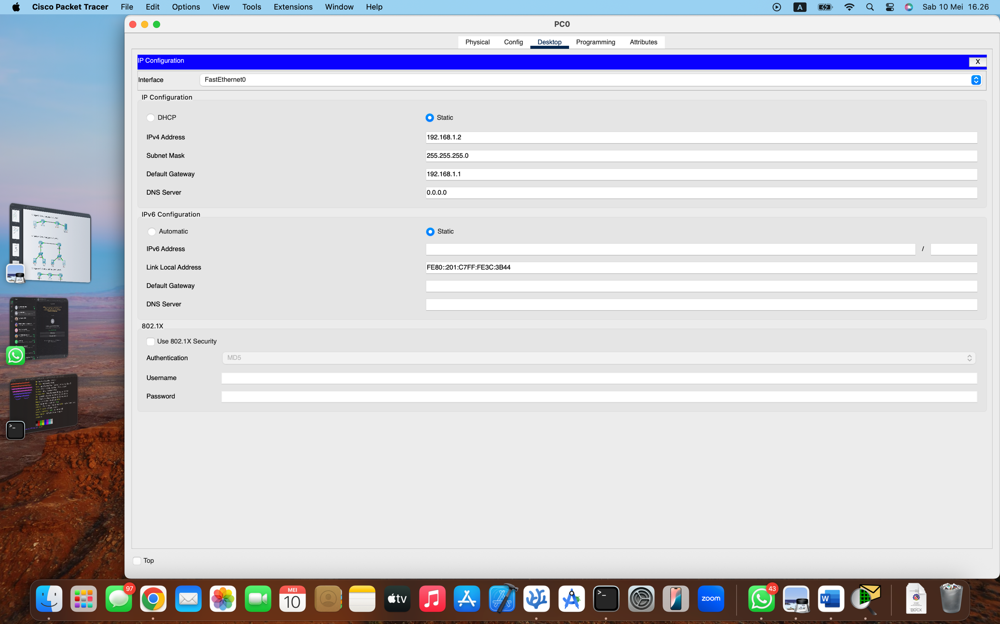 Cisco Packet Tracer File Edit Options View Tools Extensions Window Help A Sab 10 Mei 16.26
PC0
Physical Config Desktop Programming Attributes
IP Configuration X
Interface FastEthernet0
IP Configuration
DHCP Static
IPv4 Address 192.168.1.2
Subnet Mask 255.255.255.0
Default Gateway 192.168.1.1
DNS Server 0.0.0.0
IPv6 Configuration
Automatic Static
IPv6 Address /
Link Local Address FE80::201:C7FF:FE3C:3B44
Default Gateway
DNS Server
802.1X
Use 802.1X Security
Authentication MD5
Username
Password
Top
97 MEI 10 tv >_ zoom 43 W DOCX